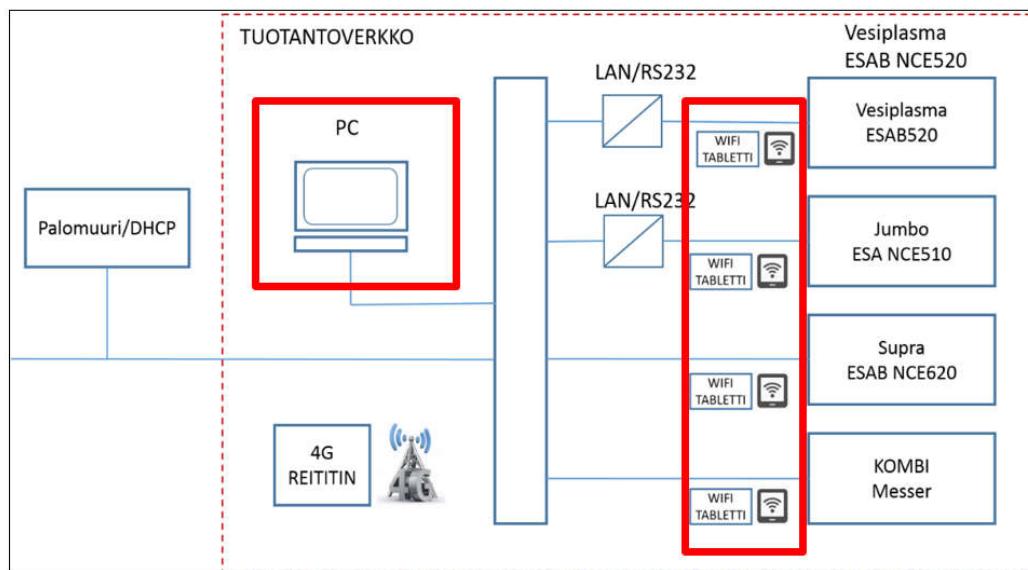 TUOTANTOVERKKO
Vesiplasma
ESAB NCE520
LAN/RS232
PC
WIFI
TABLETTI
Vesiplasma
ESAB520
Palomuuri/DHCP
LAN/RS232
WIFI
TABLETTI
Jumbo
ESA NCE510
WIFI
TABLETTI
Supra
ESAB NCE620
4G
REITITIN
4G
WIFI
TABLETTI
KOMBI
Messer